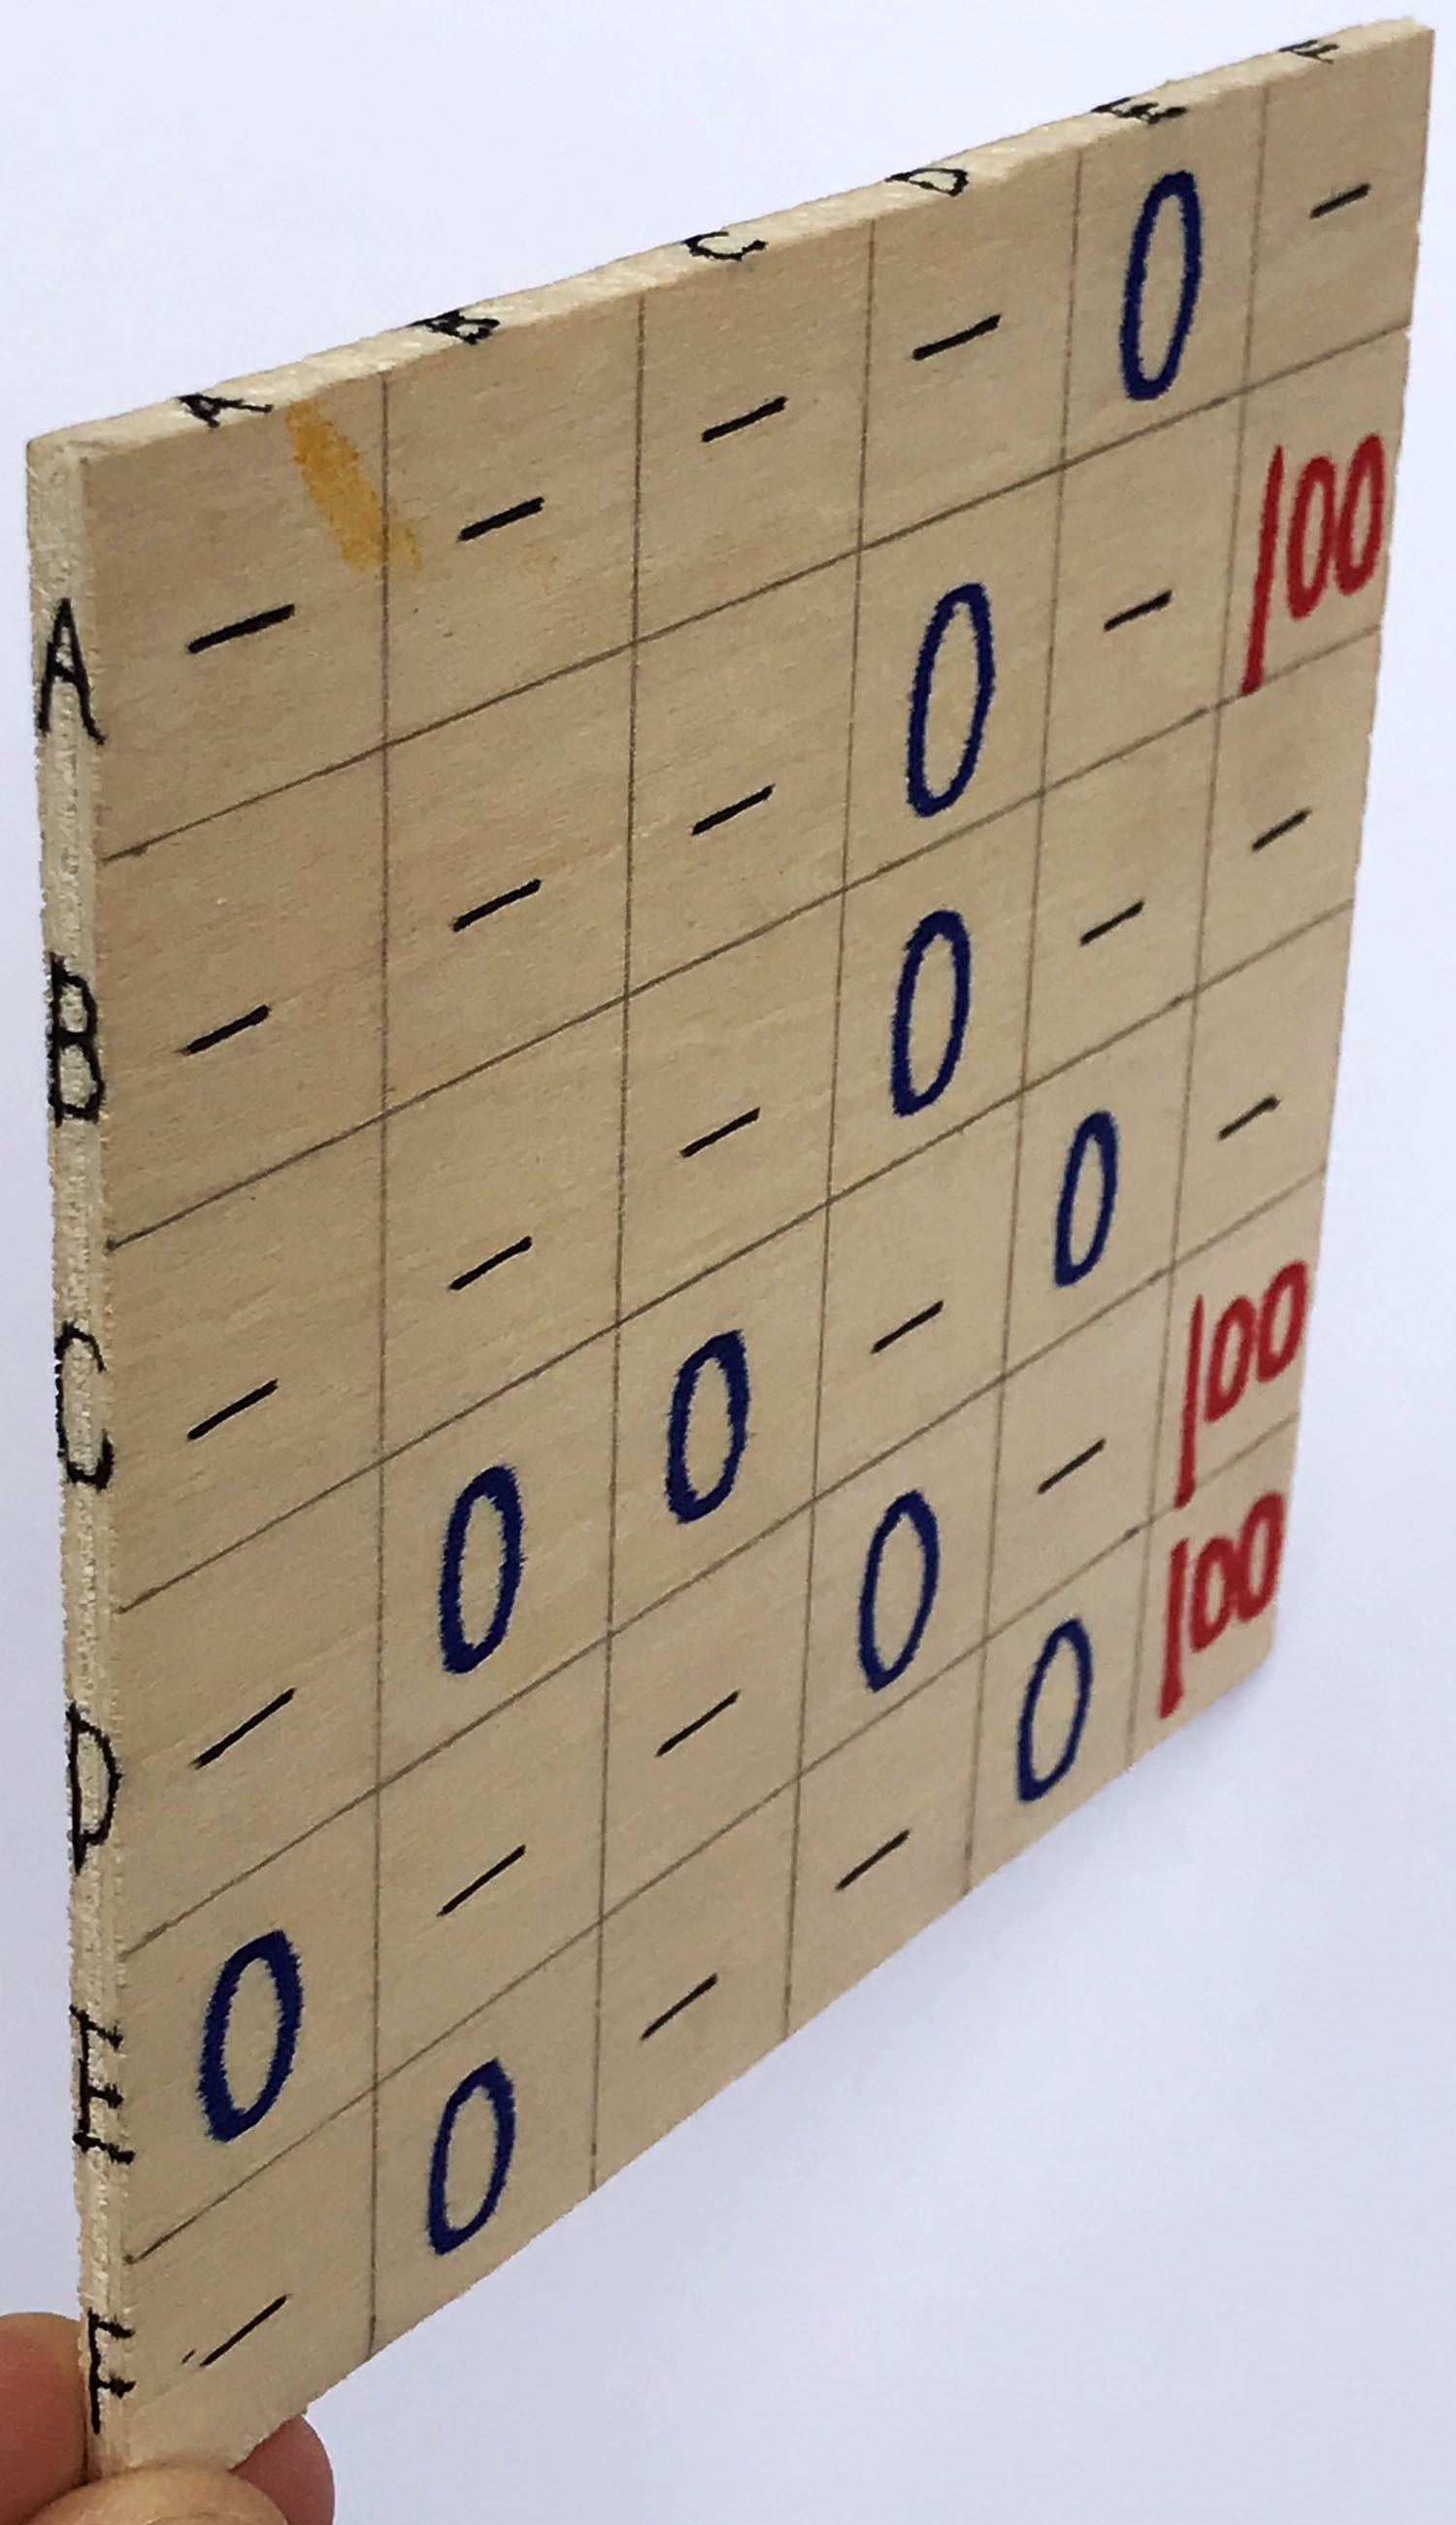 A B C D E F
A - - - - 0 -
B - - - 0 - 100
C - - - 0 - -
D - 0 0 - 0 -
E 0 - - 0 - 100
F - 0 - - 0 100